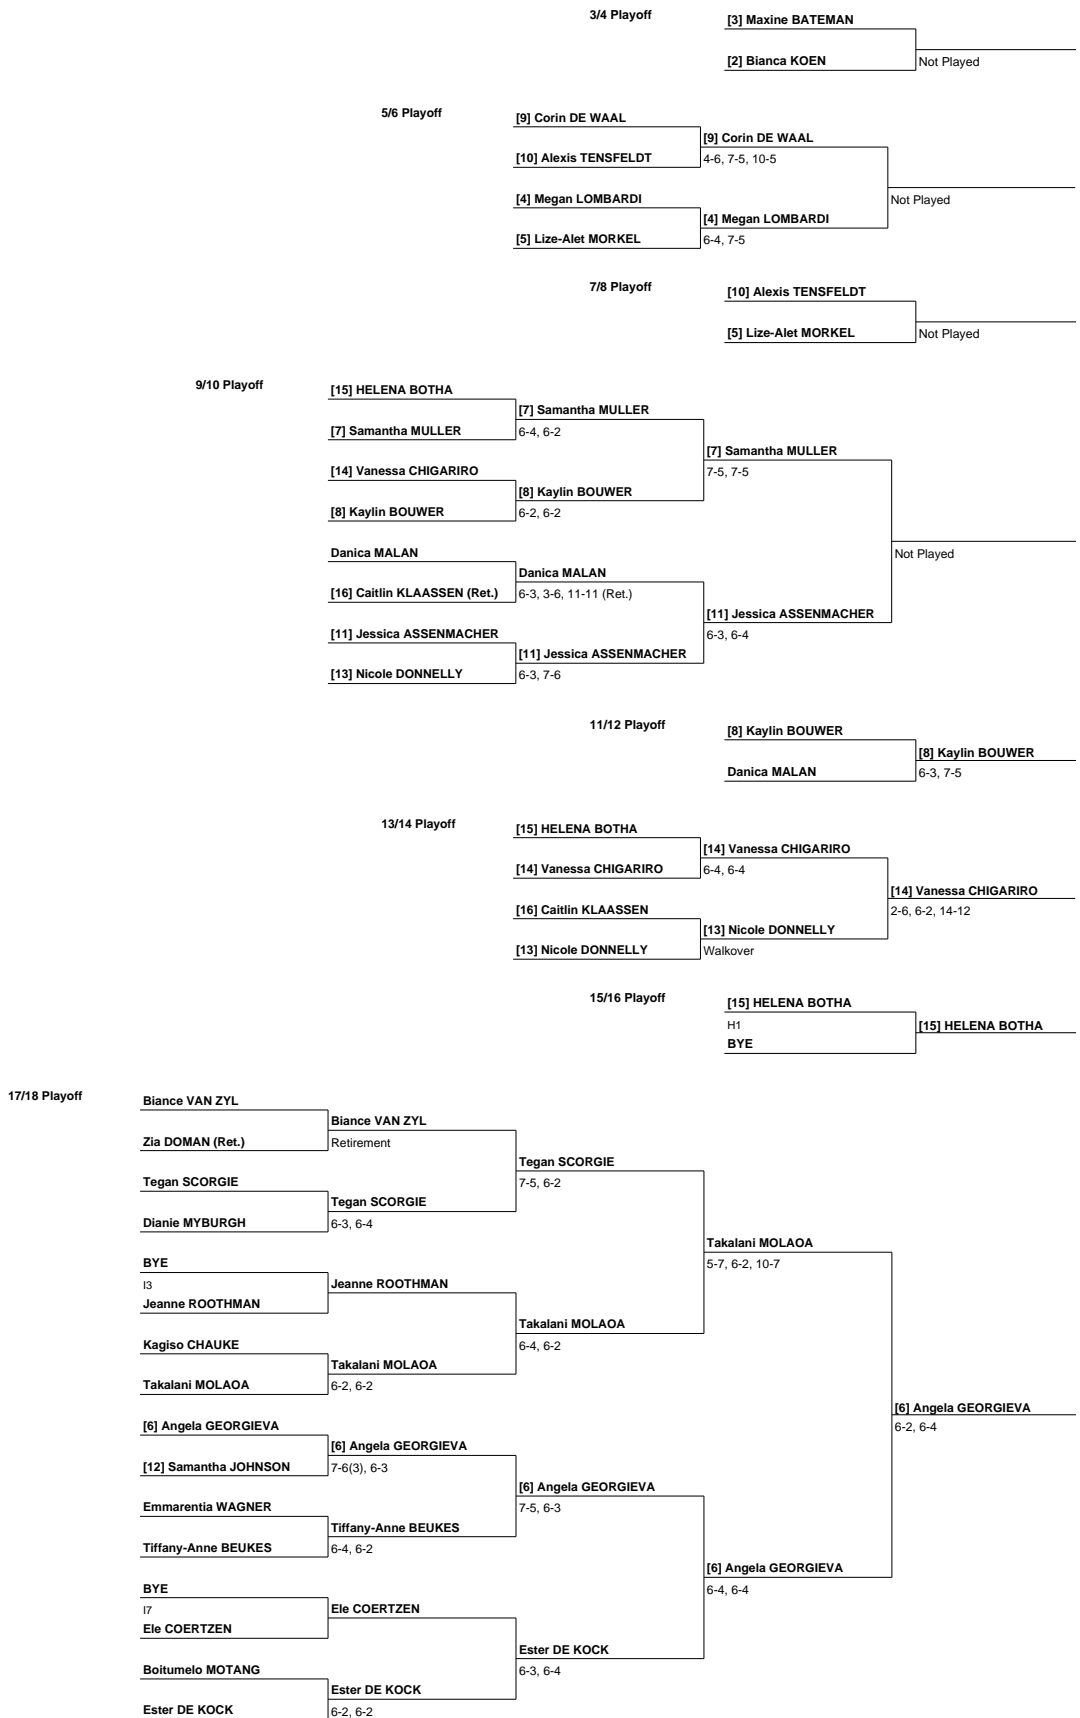 3/4 Playoff
[3] Maxine BATEMAN
[2] Bianca KOEN
Not Played
5/6 Playoff
[9] Corin DE WAAL
[9] Corin DE WAAL
[10] Alexis TENSFELDT
4-6, 7-5, 10-5
[4] Megan LOMBARDI
Not Played
[4] Megan LOMBARDI
[5] Lize-Alet MORKEL
6-4, 7-5
7/8 Playoff
[10] Alexis TENSFELDT
[5] Lize-Alet MORKEL
Not Played
9/10 Playoff
[15] HELENA BOTHA
[7] Samantha MULLER
[7] Samantha MULLER
6-4, 6-2
[7] Samantha MULLER
7-5, 7-5
[14] Vanessa CHIGARIRO
[8] Kaylin BOUWER
[8] Kaylin BOUWER
6-2, 6-2
Not Played
Danica MALAN
Danica MALAN
[16] Caitlin KLAASSEN (Ret.)
6-3, 3-6, 11-11 (Ret.)
[11] Jessica ASSENMACHER
6-3, 6-4
[11] Jessica ASSENMACHER
[11] Jessica ASSENMACHER
[13] Nicole DONNELLY
6-3, 7-6
11/12 Playoff
[8] Kaylin BOUWER
[8] Kaylin BOUWER
Danica MALAN
6-3, 7-5
13/14 Playoff
[15] HELENA BOTHA
[14] Vanessa CHIGARIRO
[14] Vanessa CHIGARIRO
6-4, 6-4
[14] Vanessa CHIGARIRO
2-6, 6-2, 14-12
[16] Caitlin KLAASSEN
[13] Nicole DONNELLY
[13] Nicole DONNELLY
Walkover
15/16 Playoff
[15] HELENA BOTHA
H1
[15] HELENA BOTHA
BYE
17/18 Playoff
Biance VAN ZYL
Biance VAN ZYL
Zia DOMAN (Ret.)
Retirement
Tegan SCORGIE
7-5, 6-2
Tegan SCORGIE
Tegan SCORGIE
Dianie MYBURGH
6-3, 6-4
Takalani MOLAOA
5-7, 6-2, 10-7
BYE
I3
Jeanne ROOTHMAN
Jeanne ROOTHMAN
Takalani MOLAOA
6-4, 6-2
Kagiso CHAUKE
Takalani MOLAOA
Takalani MOLAOA
6-2, 6-2
[6] Angela GEORGIEVA
6-2, 6-4
[6] Angela GEORGIEVA
[6] Angela GEORGIEVA
[12] Samantha JOHNSON
7-6(3), 6-3
[6] Angela GEORGIEVA
7-5, 6-3
Emmarentia WAGNER
Tiffany-Anne BEUKES
Tiffany-Anne BEUKES
6-4, 6-2
[6] Angela GEORGIEVA
6-4, 6-4
BYE
I7
Ele COERTZEN
Ele COERTZEN
Ester DE KOCK
6-3, 6-4
Boitumelo MOTANG
Ester DE KOCK
Ester DE KOCK
6-2, 6-2